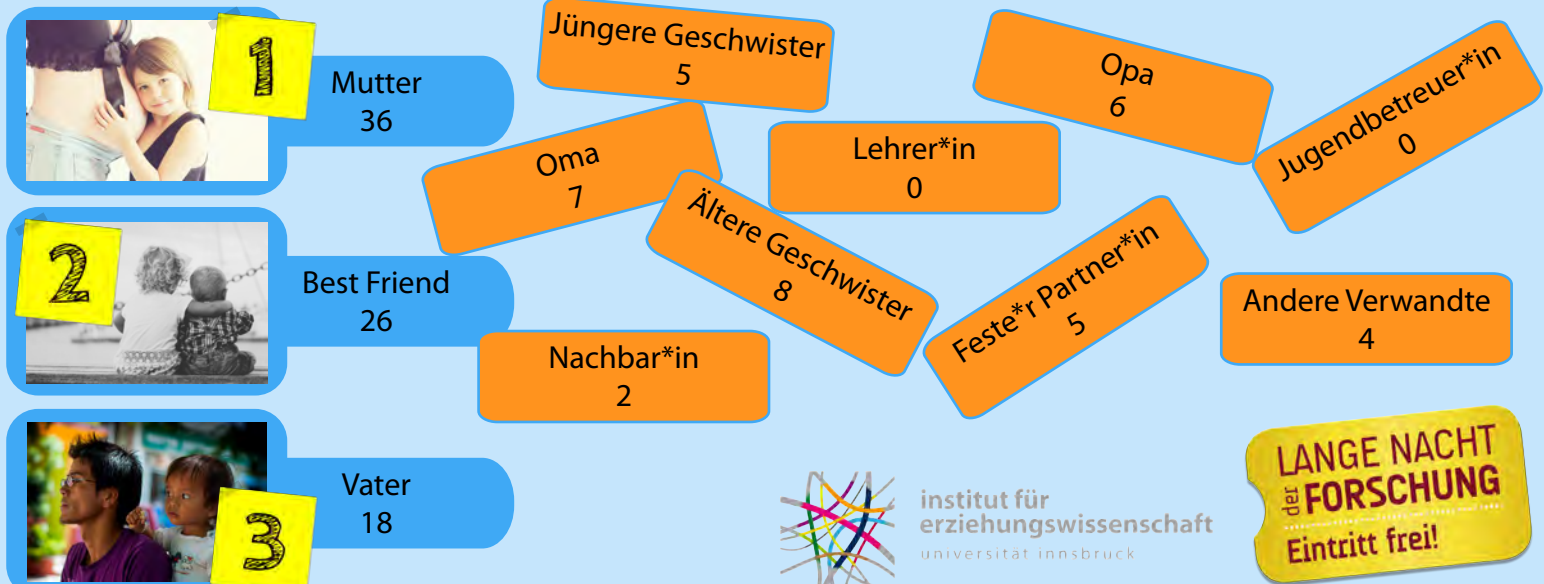 1
Mutter
36
2
Best Friend
26
3
Vater
18
Jüngere Geschwister
5
Opa
6
Jugendbetreuer*in
0
Oma
7
Lehrer*in
0
Ältere Geschwister
8
Feste*r Partner*in
5
Andere Verwandte
4
Nachbar*in
2
institut für
erziehungswissenschaft
universität innsbruck
LANGE NACHT
der FORSCHUNG
Eintritt frei!